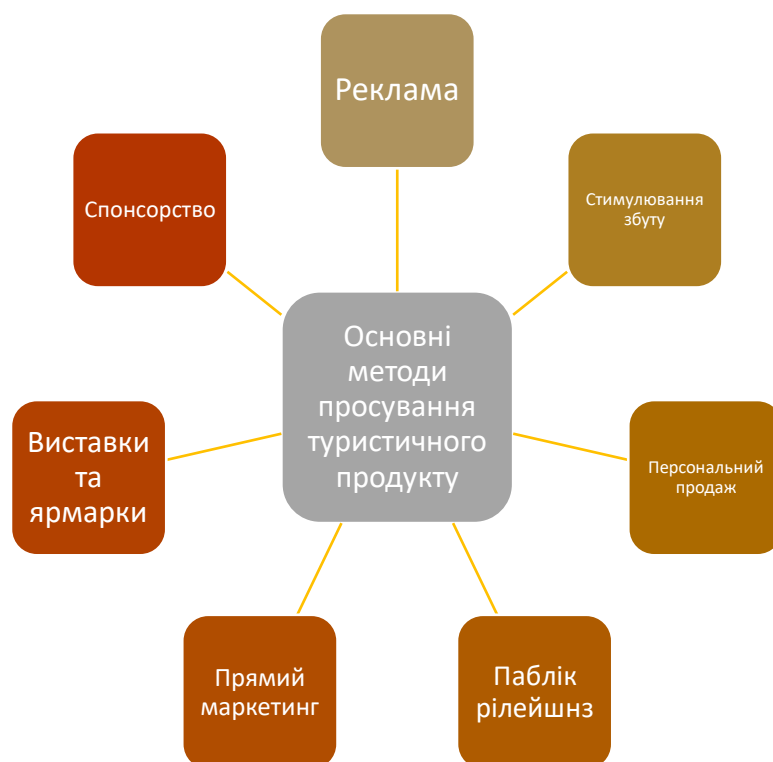 Реклама
Стимулювання
збуту
Персональний
продаж
Паблік
рілейшнз
Прямий
маркетинг
Виставки
та
ярмарки
Спонсорство
Основні
методи
просування
туристичного
продукту